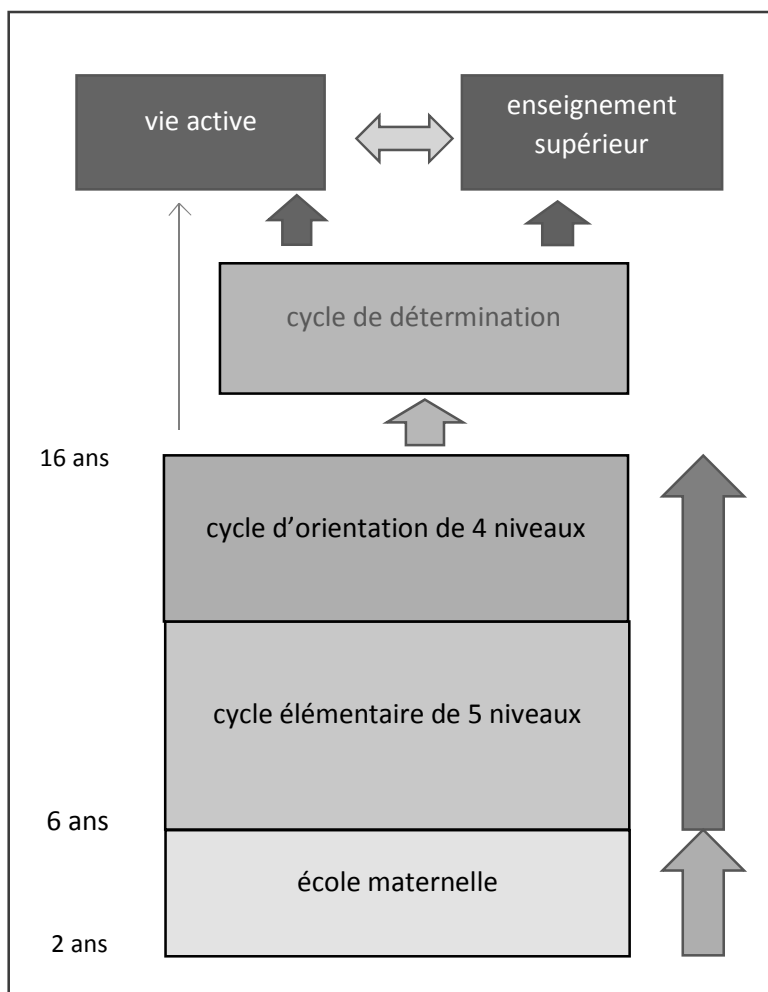 vie active
enseignement
supérieur
cycle de détermination
16 ans
cycle d’orientation de 4 niveaux
cycle élémentaire de 5 niveaux
6 ans
école maternelle
2 ans